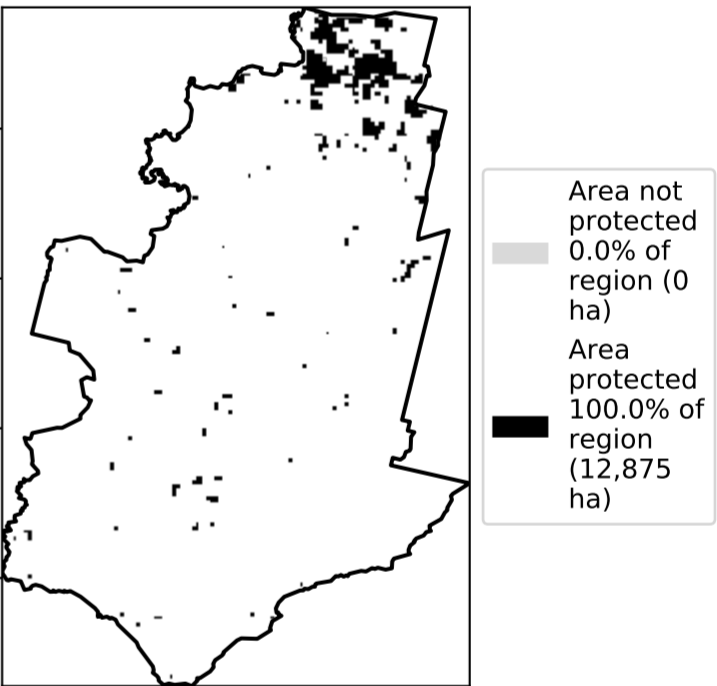 Area not
protected
0.0% of
region (0
ha)
Area
protected
100.0% of
region
(12,875
ha)